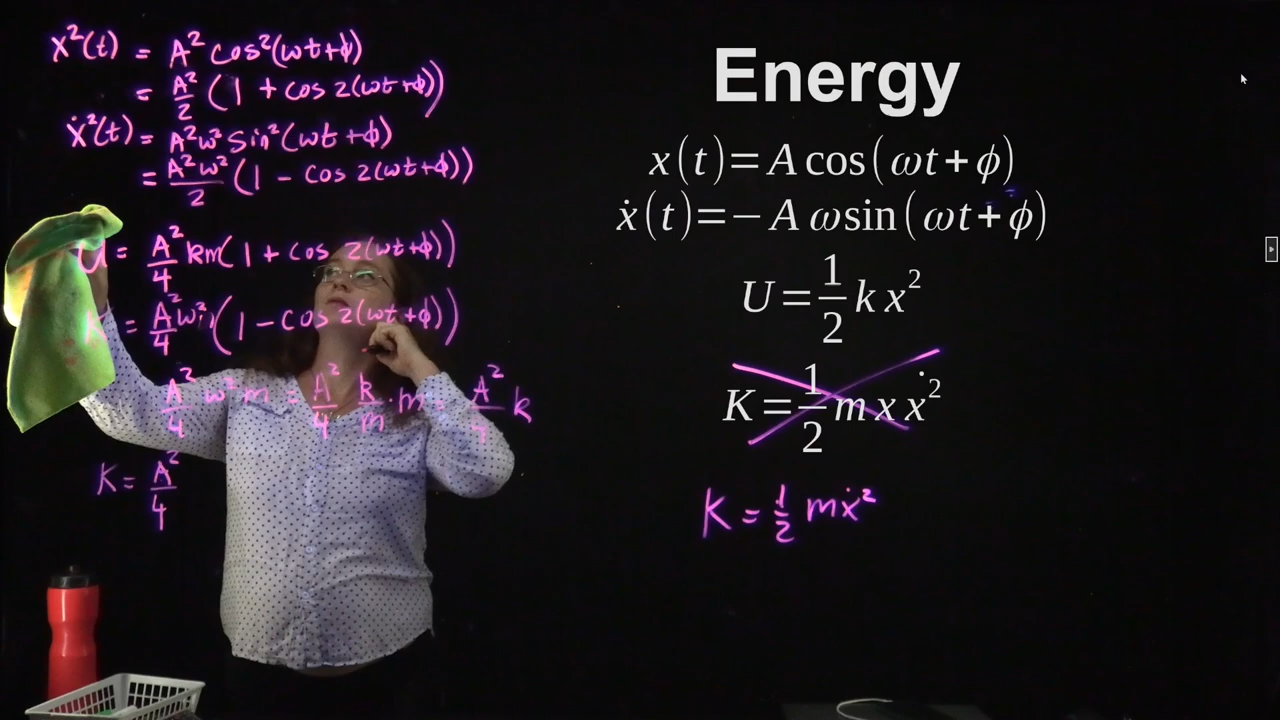 x²(t) = A² cos²(ωt+ϕ)
= A²/2 (1 + cos 2(ωt+ϕ))
ẋ²(t) = A²ω² sin²(ωt+ϕ)
= A²ω²/2 (1 - cos 2(ωt+ϕ))
U = A²/4 km(1 + cos 2(ωt+ϕ))
K = A²/4 ω² (1 - cos 2(ωt+ϕ))
A²/4 ω² m = A²/4 k/m · m = A²/4 k
K = A²/4
Energy
x(t)=A cos(ωt+ϕ)
ẋ(t)=−A ωsin(ωt+ϕ)
U=1/2 k x²
K=1/2 m x ẋ²
K = 1/2 mẋ²